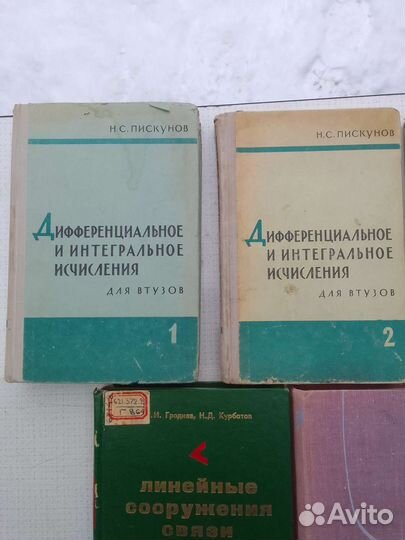 Н.С. ПИСКУНОВ
ДИФФЕРЕНЦИАЛЬНОЕ
И ИНТЕГРАЛЬНОЕ
ИСЧИСЛЕНИЯ
ДЛЯ ВТУЗОВ
1
Н.С. ПИСКУНОВ
ДИФФЕРЕНЦИАЛЬНОЕ
И ИНТЕГРАЛЬНОЕ
ИСЧИСЛЕНИЯ
ДЛЯ ВТУЗОВ
2
И. Гроднев, Н.Д. Курбатов
ЛИНЕЙНЫЕ
СООРУЖЕНИЯ
СВЯЗИ
Avito